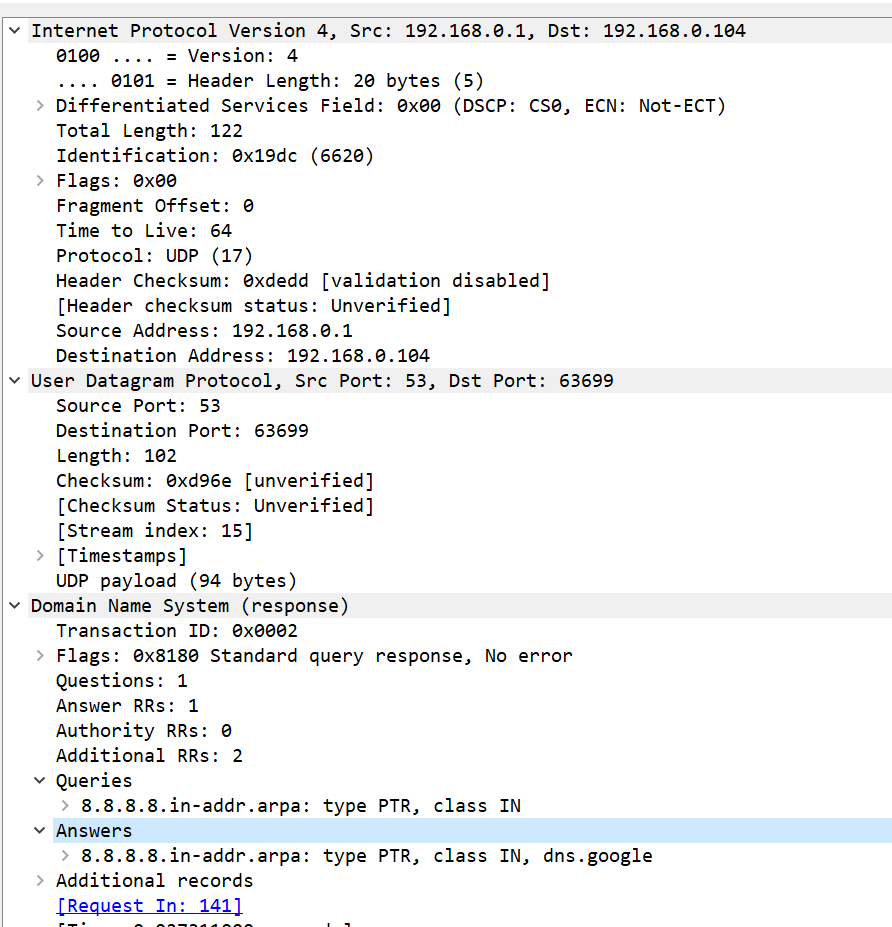 Internet Protocol Version 4, Src: 192.168.0.1, Dst: 192.168.0.104
0100 .... = Version: 4
.... 0101 = Header Length: 20 bytes (5)
Differentiated Services Field: 0x00 (DSCP: CS0, ECN: Not-ECT)
Total Length: 122
Identification: 0x19dc (6620)
Flags: 0x00
Fragment Offset: 0
Time to Live: 64
Protocol: UDP (17)
Header Checksum: 0xdedd [validation disabled]
[Header checksum status: Unverified]
Source Address: 192.168.0.1
Destination Address: 192.168.0.104
User Datagram Protocol, Src Port: 53, Dst Port: 63699
Source Port: 53
Destination Port: 63699
Length: 102
Checksum: 0xd96e [unverified]
[Checksum Status: Unverified]
[Stream index: 15]
[Timestamps]
UDP payload (94 bytes)
Domain Name System (response)
Transaction ID: 0x0002
Flags: 0x8180 Standard query response, No error
Questions: 1
Answer RRs: 1
Authority RRs: 0
Additional RRs: 2
Queries
8.8.8.8.in-addr.arpa: type PTR, class IN
Answers
8.8.8.8.in-addr.arpa: type PTR, class IN, dns.google
Additional records
[Request In: 141]